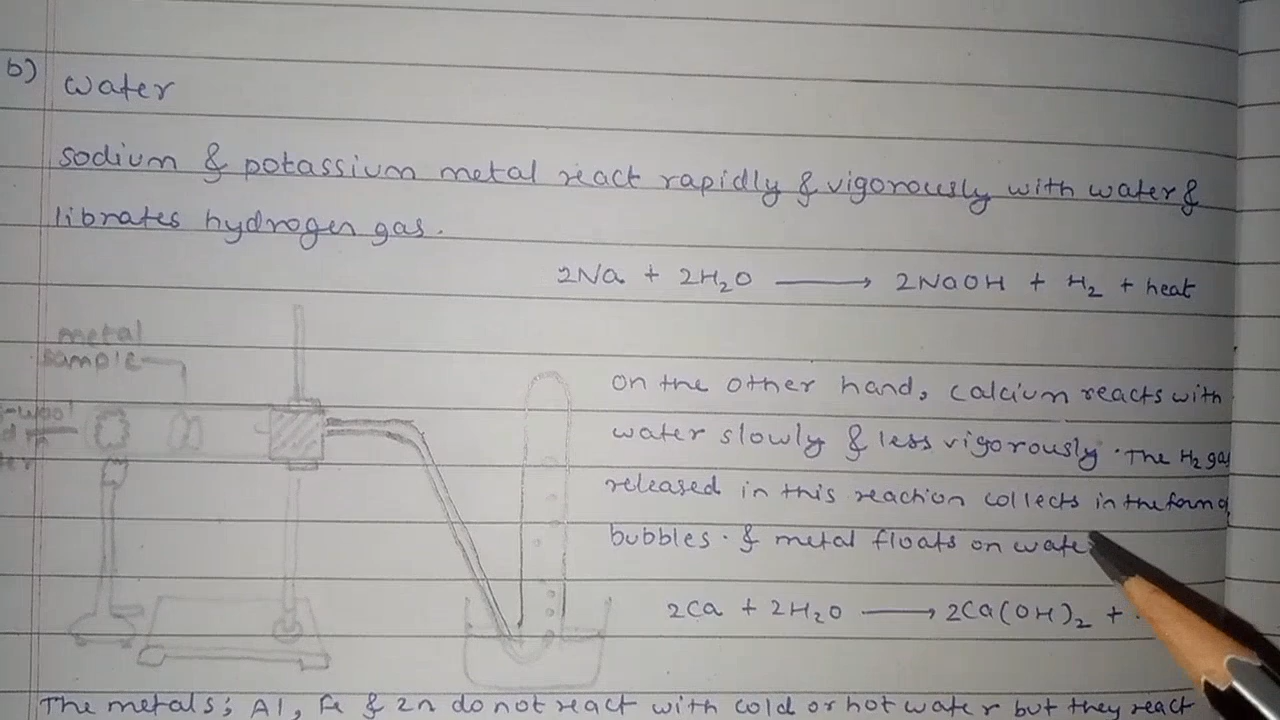 b) water
sodium & potassium metal react rapidly & vigorously with water &
librates hydrogen gas.
2Na + 2H₂O ⟶ 2NaOH + H₂ + heat
metal
sample
on the other hand, calcium reacts with
water slowly & less vigorously. The H₂ gas
released in this reaction collects in the form of
bubbles. & metal floats on wate
2Ca + 2H₂O ⟶ 2Ca(OH)₂ +
The metals; Al, Fe & Zn do not react with cold or hot water but they react